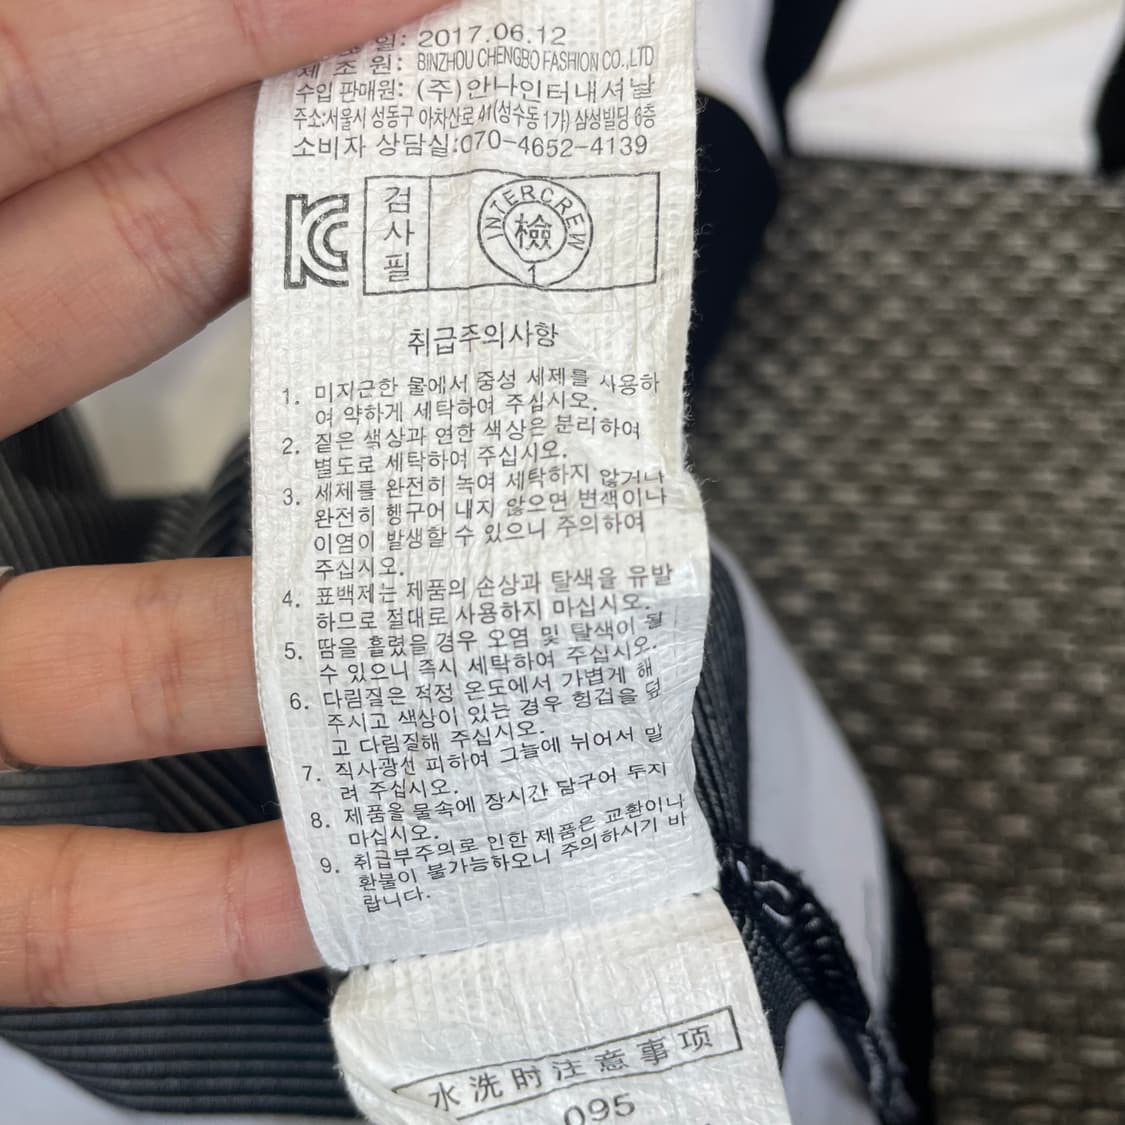 일: 2017.06.12
제 조 원: BINZHOU CHENGBO FASHION CO.,LTD
수입 판매원: (주)안나인터내셔날
주소:서울시 성동구 아차산로 41(성수동 1가) 삼성빌딩 6층
소비자 상담실:070-4652-4139
KC
검사필
INTERCREW
檢
1
취급주의사항
1. 미지근한 물에서 중성 세제를 사용하
여 약하게 세탁하여 주십시오.
2. 짙은 색상과 연한 색상은 분리하여
별도로 세탁하여 주십시오.
3. 세제를 완전히 녹여 세탁하지 않거나
완전히 헹구어 내지 않으면 변색이나
이염이 발생할 수 있으니 주의하여
주십시오.
4. 표백제는 제품의 손상과 탈색을 유발
하므로 절대로 사용하지 마십시오.
5. 땀을 흘렸을 경우 오염 및 탈색이 될
수 있으니 즉시 세탁하여 주십시오.
6. 다림질은 적정 온도에서 가볍게 해
주시고 색상이 있는 경우 헝겁을 덮
고 다림질해 주십시오.
7. 직사광선 피하여 그늘에 뉘어서 말
려 주십시오.
8. 제품을 물속에 장시간 담구어 두지
마십시오.
9. 취급부주의로 인한 제품은 교환이나
환불이 불가능하오니 주의하시기 바
랍니다.
水洗时注意事项
095